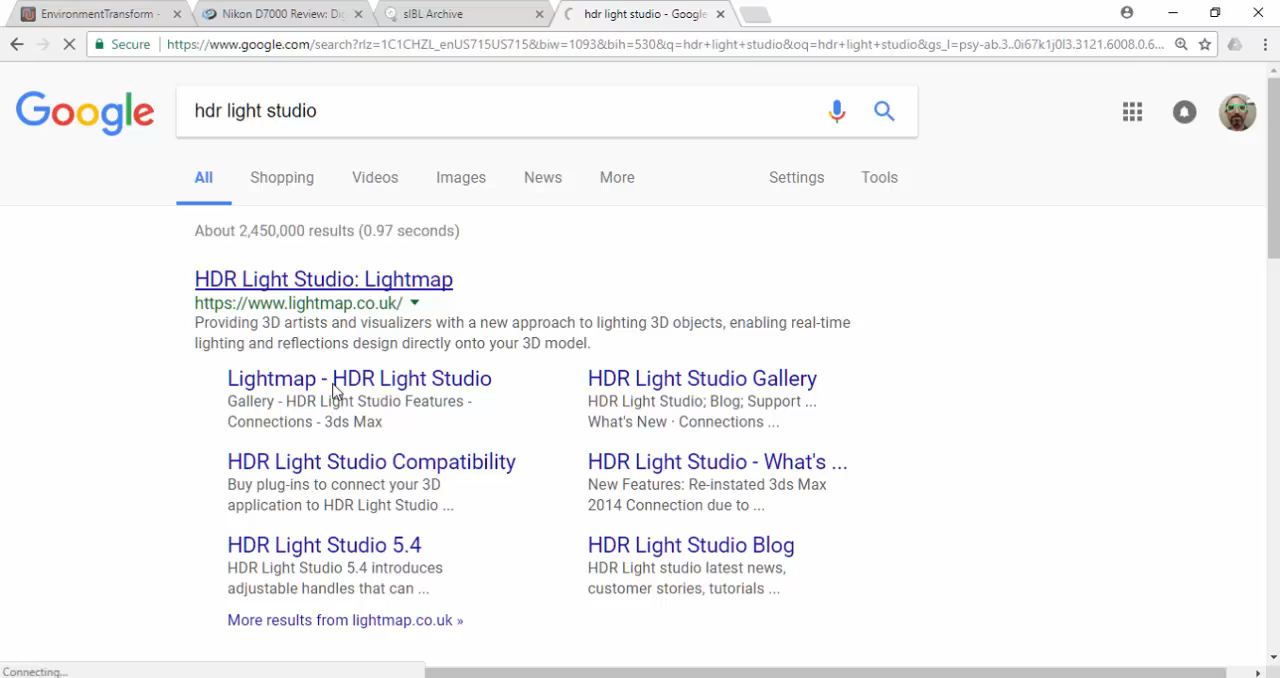 EnvironmentTransform -
Nikon D7000 Review: Dig
sIBL Archive
hdr light studio - Google
Secure
https://www.google.com/search?rlz=1C1CHZL_enUS715US715&biw=1093&bih=530&q=hdr+light+studio&oq=hdr+light+studio&gs_l=psy-ab.3..0i67k1j0l3.3121.6008.0.6...
Google
hdr light studio
All
Shopping
Videos
Images
News
More
Settings
Tools
About 2,450,000 results (0.97 seconds)
HDR Light Studio: Lightmap
https://www.lightmap.co.uk/
Providing 3D artists and visualizers with a new approach to lighting 3D objects, enabling real-time
lighting and reflections design directly onto your 3D model.
Lightmap - HDR Light Studio
Gallery - HDR Light Studio Features -
Connections - 3ds Max
HDR Light Studio Gallery
HDR Light Studio; Blog; Support ...
What's New · Connections ...
HDR Light Studio Compatibility
Buy plug-ins to connect your 3D
application to HDR Light Studio ...
HDR Light Studio - What's ...
New Features: Re-instated 3ds Max
2014 Connection due to ...
HDR Light Studio 5.4
HDR Light Studio 5.4 introduces
adjustable handles that can ...
HDR Light Studio Blog
HDR Light studio latest news,
customer stories, tutorials ...
More results from lightmap.co.uk »
Connecting...